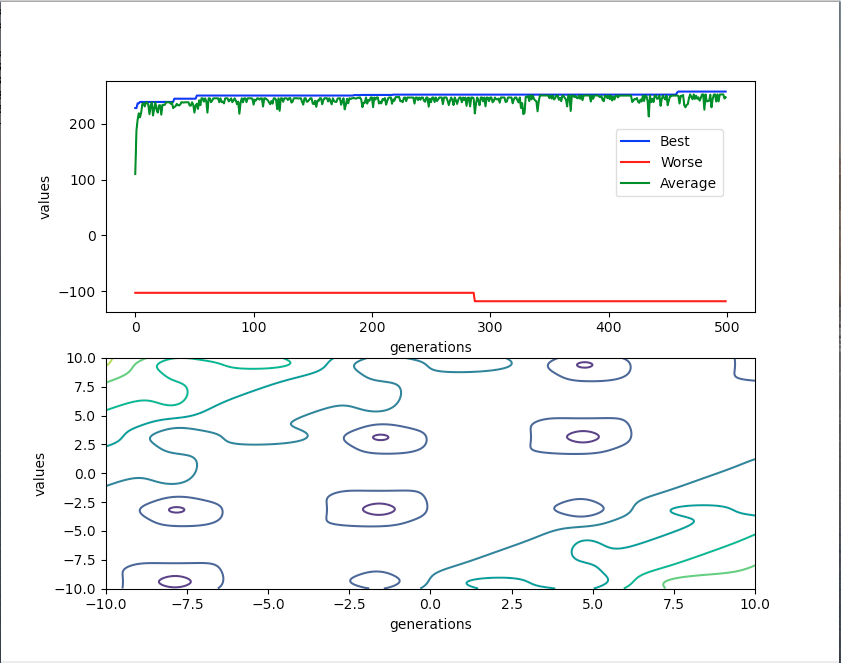 200
100
0
−100
values
Best
Worse
Average
0 100 200 300 400 500
generations
10.0
7.5
5.0
2.5
0.0
−2.5
−5.0
−7.5
−10.0
values
−10.0 −7.5 −5.0 −2.5 0.0 2.5 5.0 7.5 10.0
generations